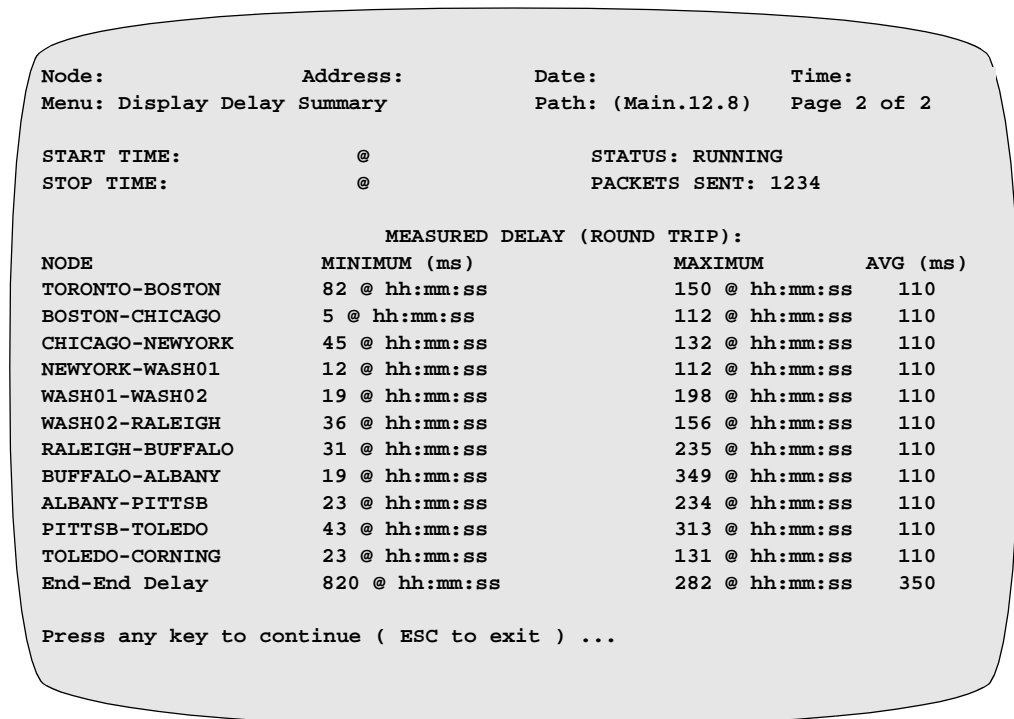 Node: Address: Date: Time:
Menu: Display Delay Summary Path: (Main.12.8) Page 2 of 2
START TIME: @ STATUS: RUNNING
STOP TIME: @ PACKETS SENT: 1234
MEASURED DELAY (ROUND TRIP):
NODE MINIMUM (ms) MAXIMUM AVG (ms)
TORONTO-BOSTON 82 @ hh:mm:ss 150 @ hh:mm:ss 110
BOSTON-CHICAGO 5 @ hh:mm:ss 112 @ hh:mm:ss 110
CHICAGO-NEWYORK 45 @ hh:mm:ss 132 @ hh:mm:ss 110
NEWYORK-WASH01 12 @ hh:mm:ss 112 @ hh:mm:ss 110
WASH01-WASH02 19 @ hh:mm:ss 198 @ hh:mm:ss 110
WASH02-RALEIGH 36 @ hh:mm:ss 156 @ hh:mm:ss 110
RALEIGH-BUFFALO 31 @ hh:mm:ss 235 @ hh:mm:ss 110
BUFFALO-ALBANY 19 @ hh:mm:ss 349 @ hh:mm:ss 110
ALBANY-PITTSB 23 @ hh:mm:ss 234 @ hh:mm:ss 110
PITTSB-TOLEDO 43 @ hh:mm:ss 313 @ hh:mm:ss 110
TOLEDO-CORNING 23 @ hh:mm:ss 131 @ hh:mm:ss 110
End-End Delay 820 @ hh:mm:ss 282 @ hh:mm:ss 350
Press any key to continue ( ESC to exit ) ...